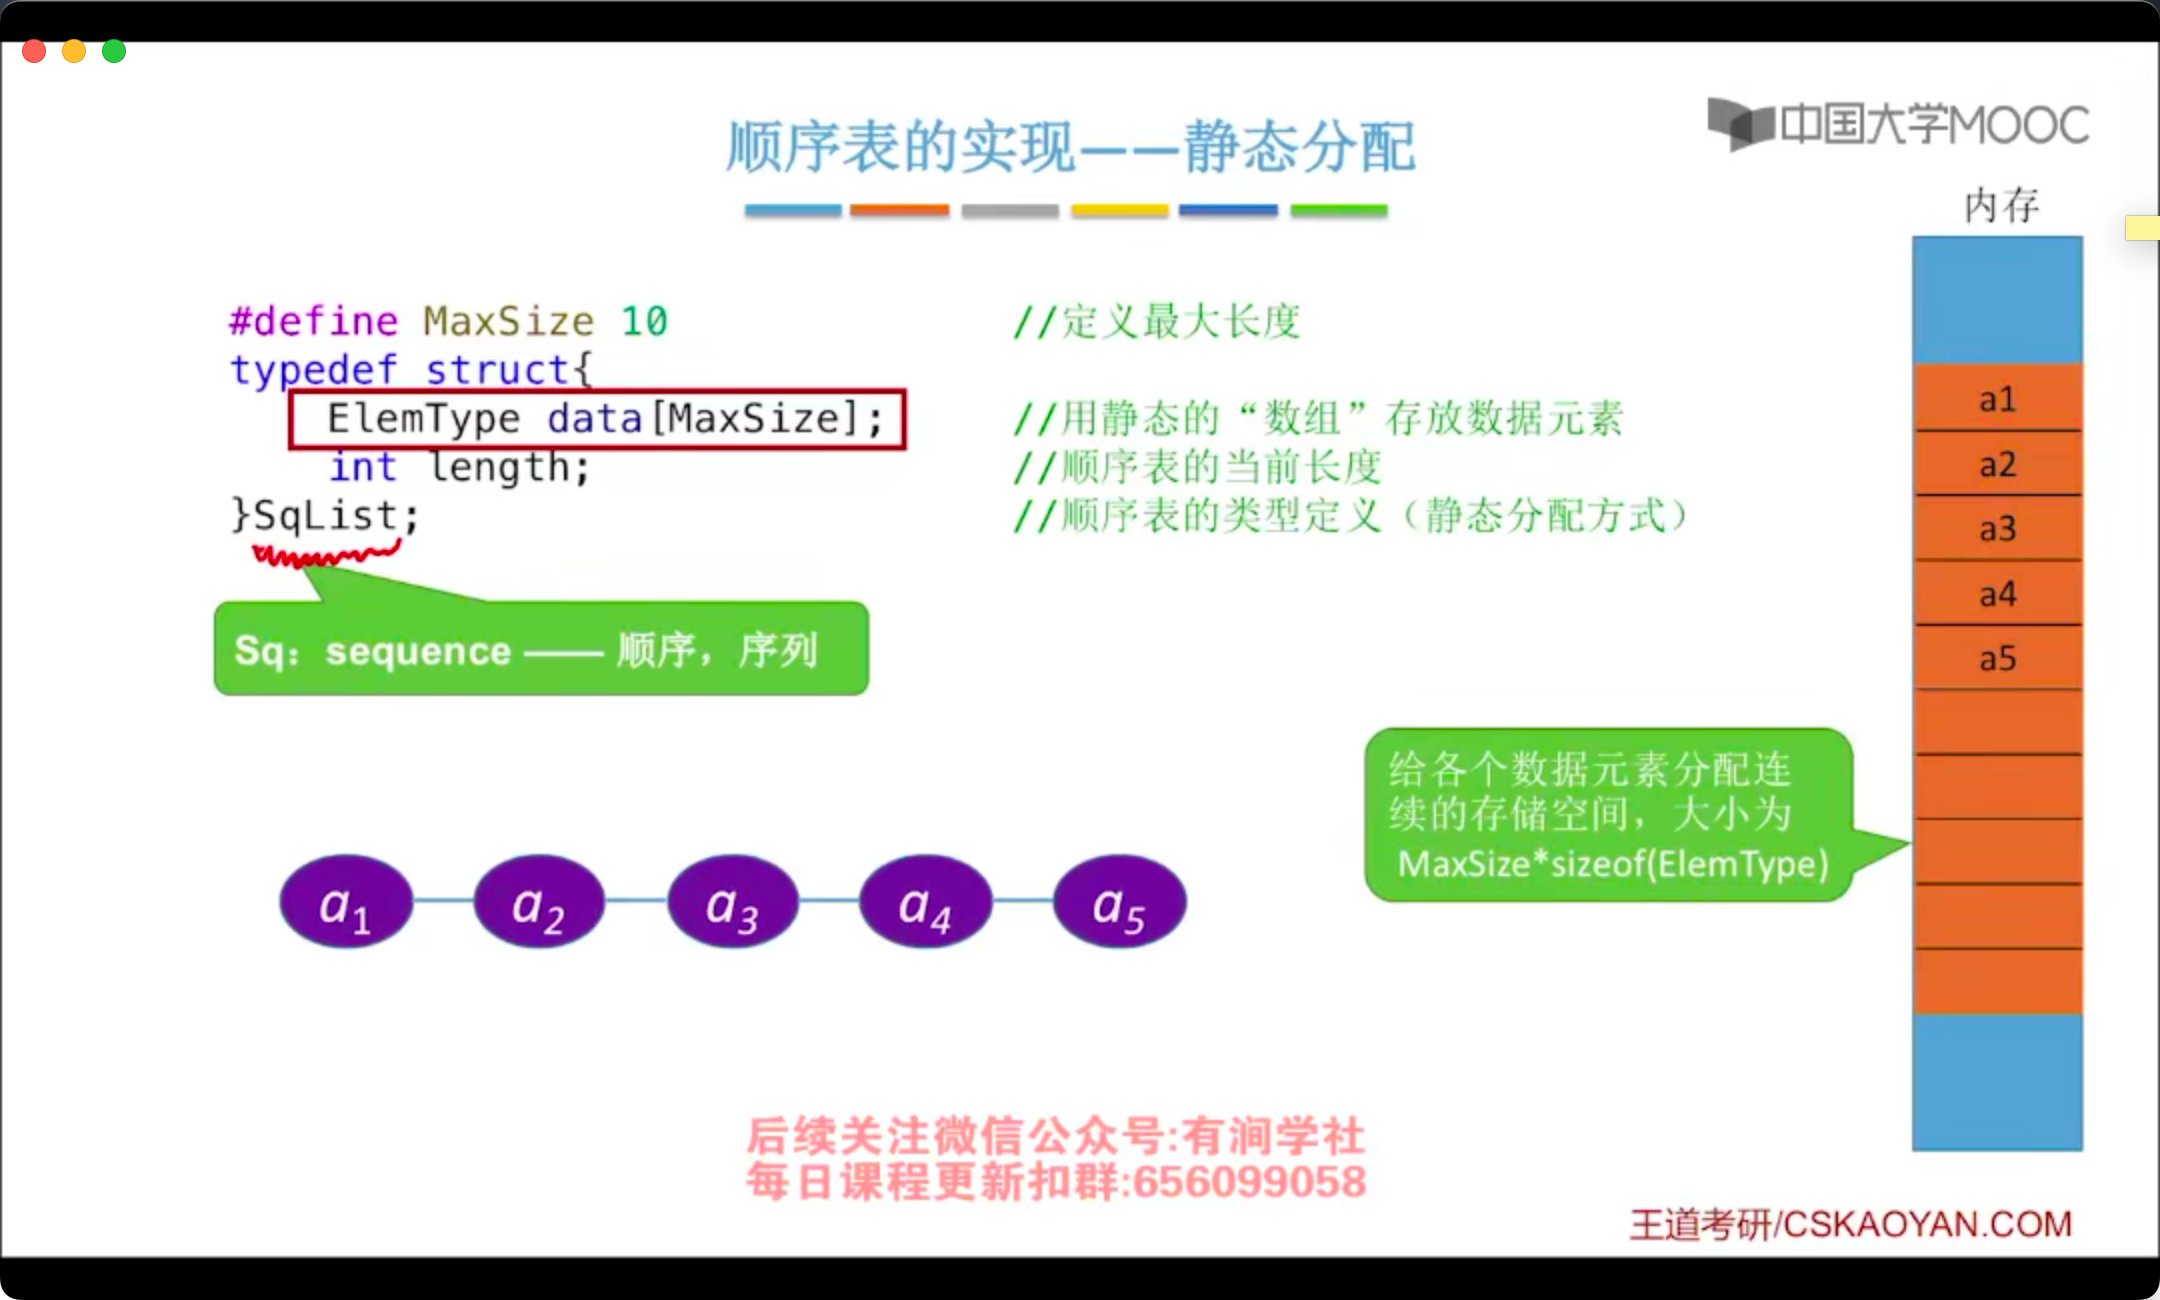 顺序表的实现——静态分配
中国大学MOOC
内存
#define MaxSize 10 //定义最大长度
typedef struct{
ElemType data[MaxSize]; //用静态的“数组”存放数据元素
int length; //顺序表的当前长度
}SqList; //顺序表的类型定义（静态分配方式）
Sq：sequence —— 顺序，序列
a1
a2
a3
a4
a5
给各个数据元素分配连
续的存储空间，大小为
MaxSize*sizeof(ElemType)
a1 a2 a3 a4 a5
后续关注微信公众号:有涧学社
每日课程更新扣群:656099058
王道考研/CSKAOYAN.COM